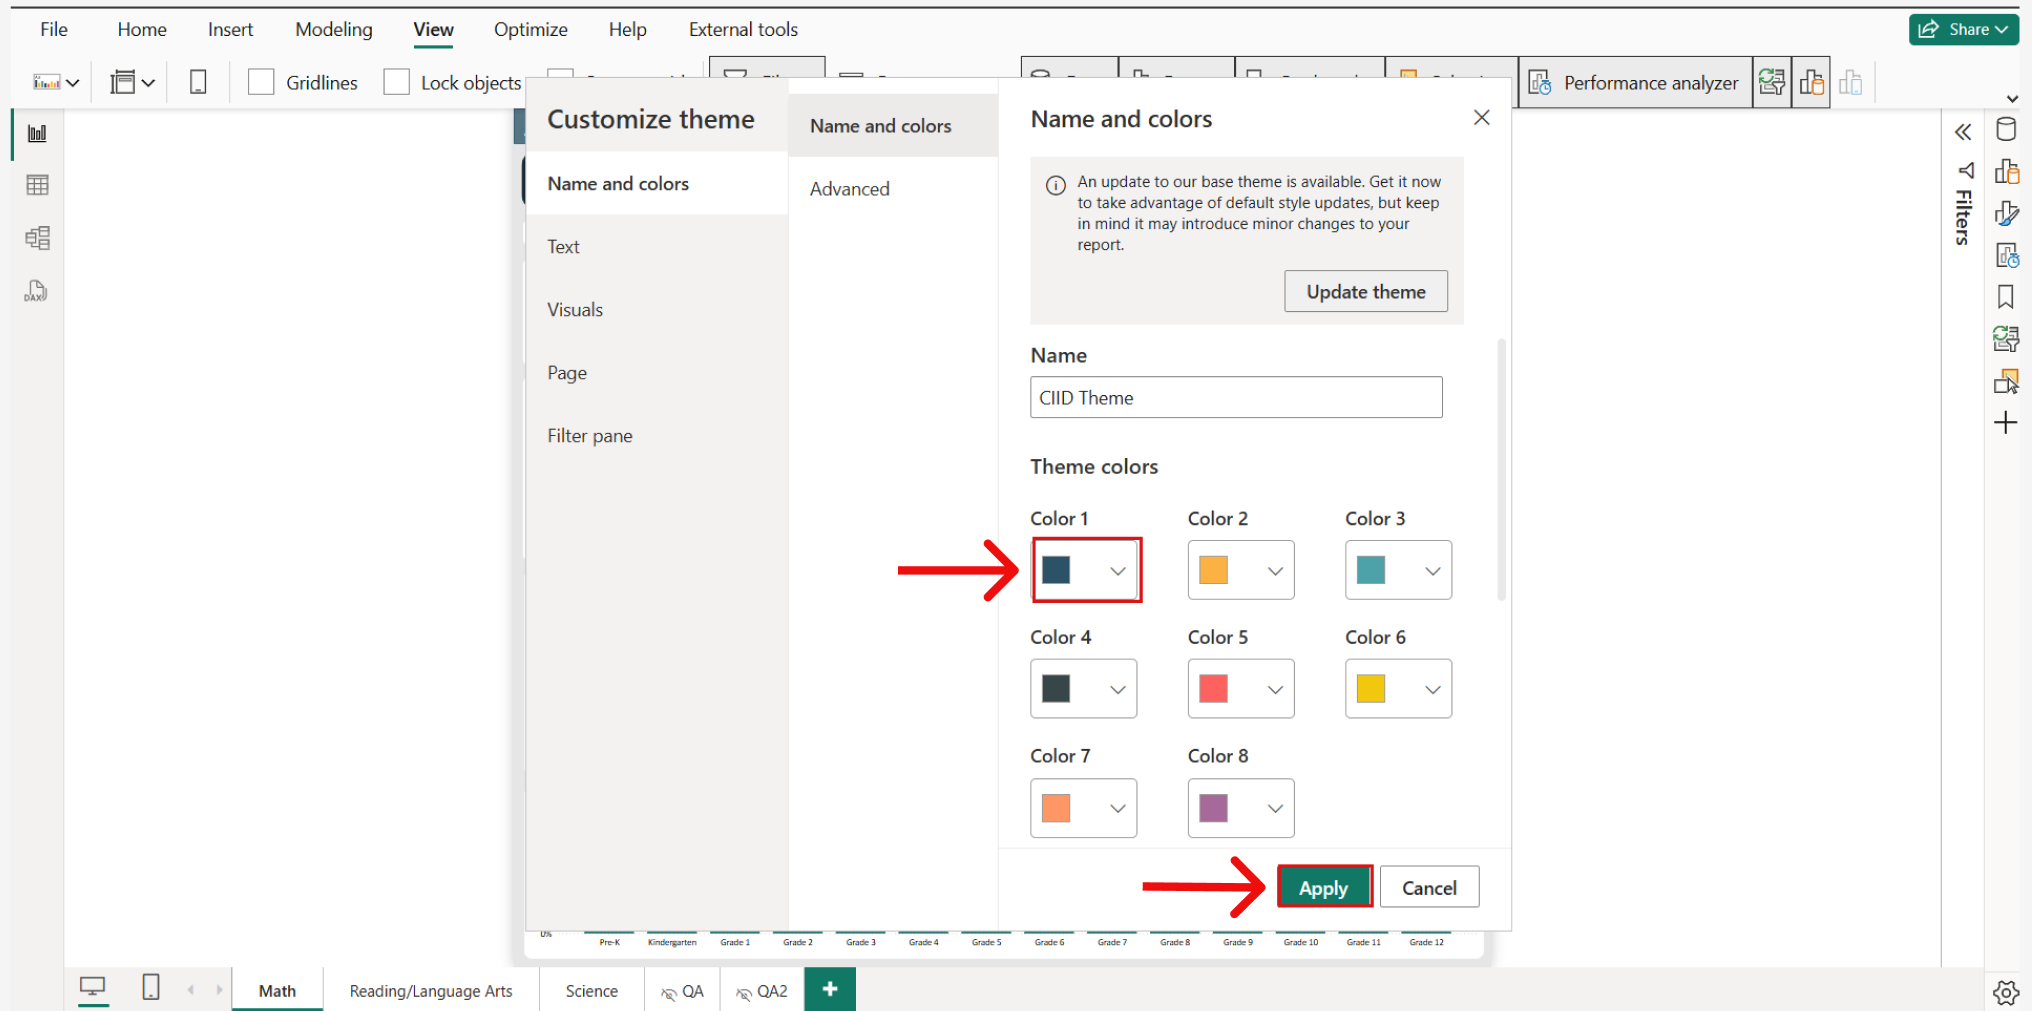 File Home Insert Modeling View Optimize Help External tools Share
Gridlines Lock objects Performance analyzer
Customize theme
Name and colors
Text
Visuals
Page
Filter pane
Name and colors
Advanced
Name and colors
An update to our base theme is available. Get it now
to take advantage of default style updates, but keep
in mind it may introduce minor changes to your
report.
Update theme
Name
CIID Theme
Theme colors
Color 1 Color 2 Color 3
Color 4 Color 5 Color 6
Color 7 Color 8
Apply Cancel
Filters
DAX
0%
Pre-K Kindergarten Grade 1 Grade 2 Grade 3 Grade 4 Grade 5 Grade 6 Grade 7 Grade 8 Grade 9 Grade 10 Grade 11 Grade 12
Math Reading/Language Arts Science QA QA2